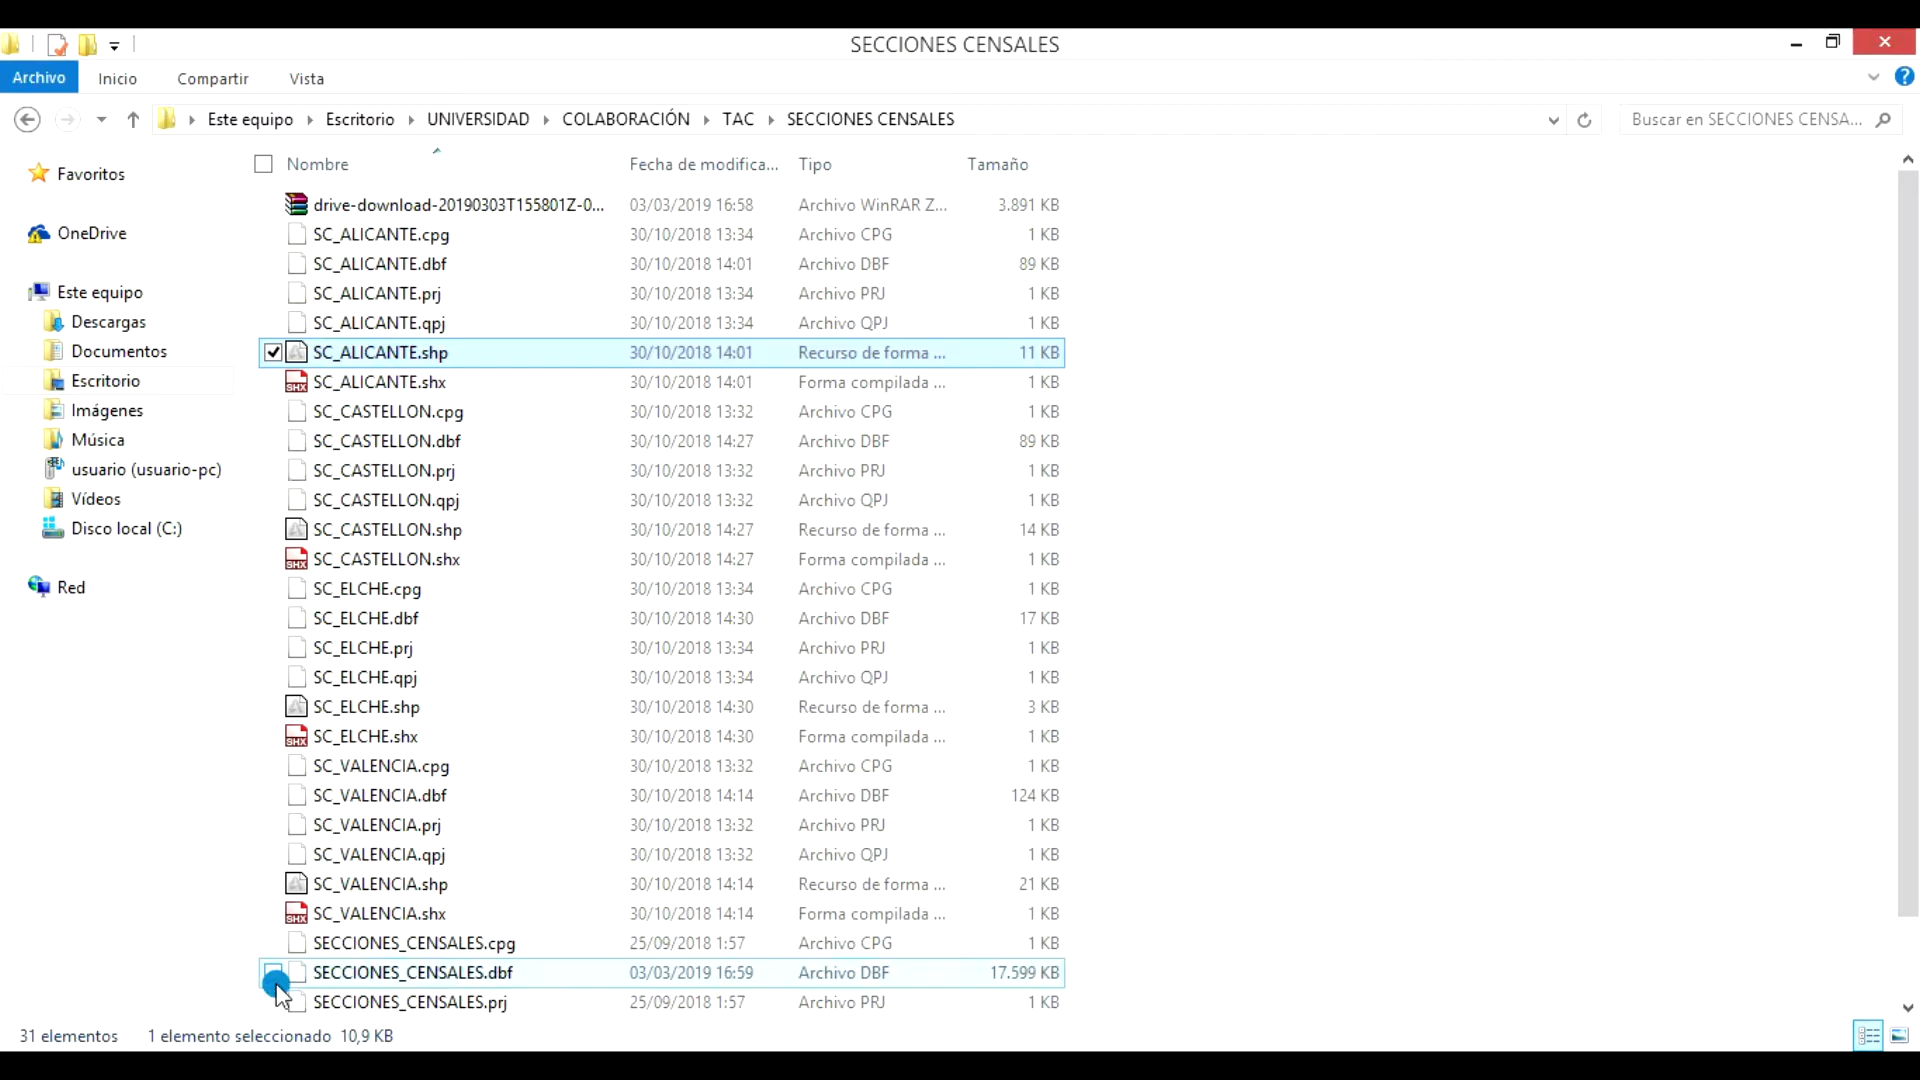 SECCIONES CENSALES
Archivo Inicio Compartir Vista
Este equipo Escritorio UNIVERSIDAD COLABORACIÓN TAC SECCIONES CENSALES Buscar en SECCIONES CENSA...
Nombre Fecha de modifica... Tipo Tamaño
Favoritos
OneDrive
Este equipo
Descargas
Documentos
Escritorio
Imágenes
Música
usuario (usuario-pc)
Vídeos
Disco local (C:)
Red
drive-download-20190303T155801Z-0... 03/03/2019 16:58 Archivo WinRAR Z... 3.891 KB
SC_ALICANTE.cpg 30/10/2018 13:34 Archivo CPG 1 KB
SC_ALICANTE.dbf 30/10/2018 14:01 Archivo DBF 89 KB
SC_ALICANTE.prj 30/10/2018 13:34 Archivo PRJ 1 KB
SC_ALICANTE.qpj 30/10/2018 13:34 Archivo QPJ 1 KB
SC_ALICANTE.shp 30/10/2018 14:01 Recurso de forma ... 11 KB
SHX SC_ALICANTE.shx 30/10/2018 14:01 Forma compilada ... 1 KB
SC_CASTELLON.cpg 30/10/2018 13:32 Archivo CPG 1 KB
SC_CASTELLON.dbf 30/10/2018 14:27 Archivo DBF 89 KB
SC_CASTELLON.prj 30/10/2018 13:32 Archivo PRJ 1 KB
SC_CASTELLON.qpj 30/10/2018 13:32 Archivo QPJ 1 KB
SC_CASTELLON.shp 30/10/2018 14:27 Recurso de forma ... 14 KB
SHX SC_CASTELLON.shx 30/10/2018 14:27 Forma compilada ... 1 KB
SC_ELCHE.cpg 30/10/2018 13:34 Archivo CPG 1 KB
SC_ELCHE.dbf 30/10/2018 14:30 Archivo DBF 17 KB
SC_ELCHE.prj 30/10/2018 13:34 Archivo PRJ 1 KB
SC_ELCHE.qpj 30/10/2018 13:34 Archivo QPJ 1 KB
SC_ELCHE.shp 30/10/2018 14:30 Recurso de forma ... 3 KB
SHX SC_ELCHE.shx 30/10/2018 14:30 Forma compilada ... 1 KB
SC_VALENCIA.cpg 30/10/2018 13:32 Archivo CPG 1 KB
SC_VALENCIA.dbf 30/10/2018 14:14 Archivo DBF 124 KB
SC_VALENCIA.prj 30/10/2018 13:32 Archivo PRJ 1 KB
SC_VALENCIA.qpj 30/10/2018 13:32 Archivo QPJ 1 KB
SC_VALENCIA.shp 30/10/2018 14:14 Recurso de forma ... 21 KB
SHX SC_VALENCIA.shx 30/10/2018 14:14 Forma compilada ... 1 KB
SECCIONES_CENSALES.cpg 25/09/2018 1:57 Archivo CPG 1 KB
SECCIONES_CENSALES.dbf 03/03/2019 16:59 Archivo DBF 17.599 KB
SECCIONES_CENSALES.prj 25/09/2018 1:57 Archivo PRJ 1 KB
31 elementos 1 elemento seleccionado 10,9 KB